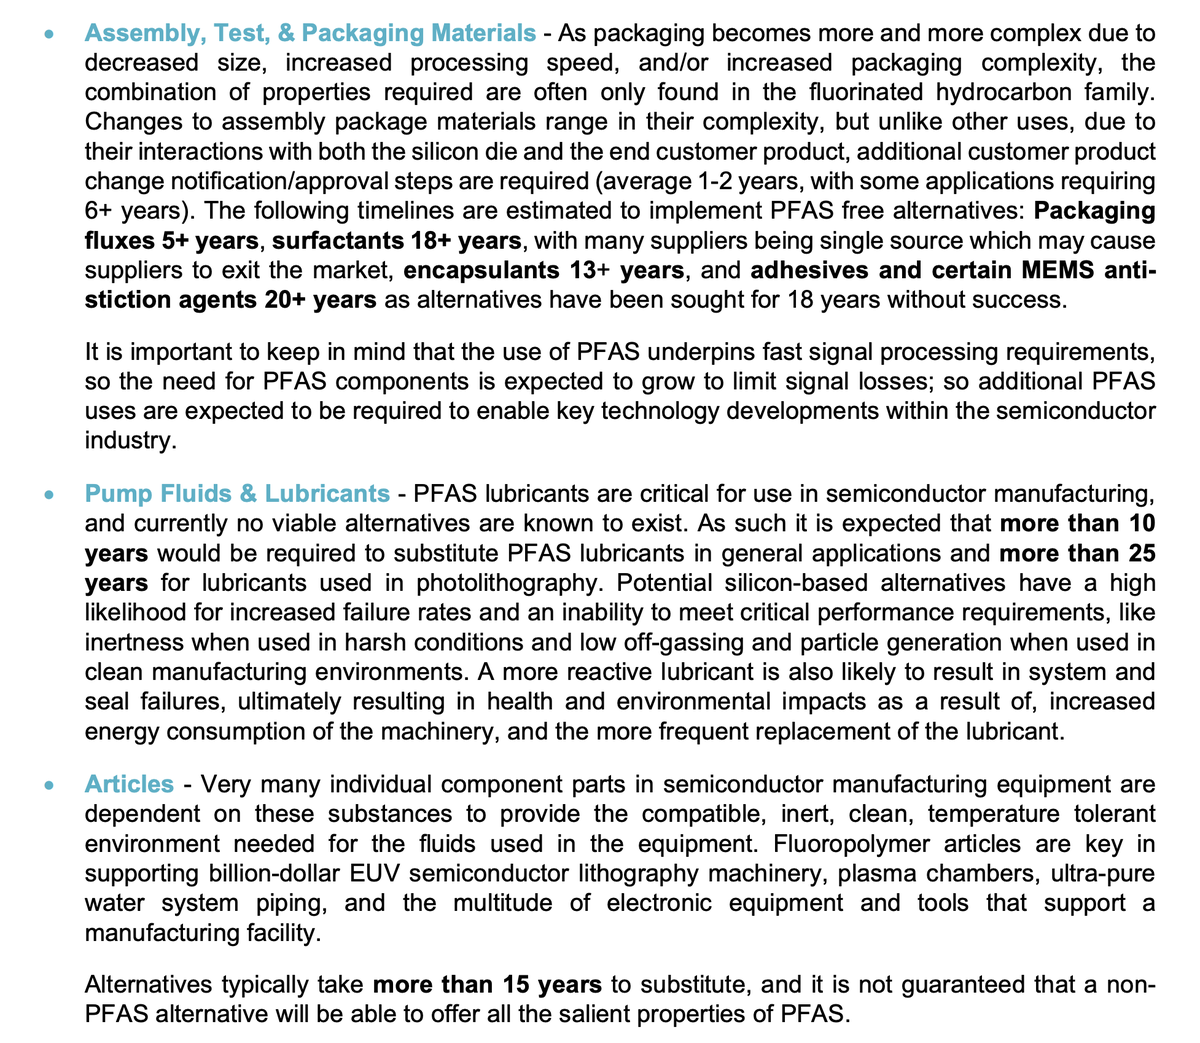 • Assembly, Test, & Packaging Materials - As packaging becomes more and more complex due to
decreased size, increased processing speed, and/or increased packaging complexity, the
combination of properties required are often only found in the fluorinated hydrocarbon family.
Changes to assembly package materials range in their complexity, but unlike other uses, due to
their interactions with both the silicon die and the end customer product, additional customer product
change notification/approval steps are required (average 1-2 years, with some applications requiring
6+ years). The following timelines are estimated to implement PFAS free alternatives: Packaging
fluxes 5+ years, surfactants 18+ years, with many suppliers being single source which may cause
suppliers to exit the market, encapsulants 13+ years, and adhesives and certain MEMS anti-
stiction agents 20+ years as alternatives have been sought for 18 years without success.
It is important to keep in mind that the use of PFAS underpins fast signal processing requirements,
so the need for PFAS components is expected to grow to limit signal losses; so additional PFAS
uses are expected to be required to enable key technology developments within the semiconductor
industry.
• Pump Fluids & Lubricants - PFAS lubricants are critical for use in semiconductor manufacturing,
and currently no viable alternatives are known to exist. As such it is expected that more than 10
years would be required to substitute PFAS lubricants in general applications and more than 25
years for lubricants used in photolithography. Potential silicon-based alternatives have a high
likelihood for increased failure rates and an inability to meet critical performance requirements, like
inertness when used in harsh conditions and low off-gassing and particle generation when used in
clean manufacturing environments. A more reactive lubricant is also likely to result in system and
seal failures, ultimately resulting in health and environmental impacts as a result of, increased
energy consumption of the machinery, and the more frequent replacement of the lubricant.
• Articles - Very many individual component parts in semiconductor manufacturing equipment are
dependent on these substances to provide the compatible, inert, clean, temperature tolerant
environment needed for the fluids used in the equipment. Fluoropolymer articles are key in
supporting billion-dollar EUV semiconductor lithography machinery, plasma chambers, ultra-pure
water system piping, and the multitude of electronic equipment and tools that support a
manufacturing facility.
Alternatives typically take more than 15 years to substitute, and it is not guaranteed that a non-
PFAS alternative will be able to offer all the salient properties of PFAS.